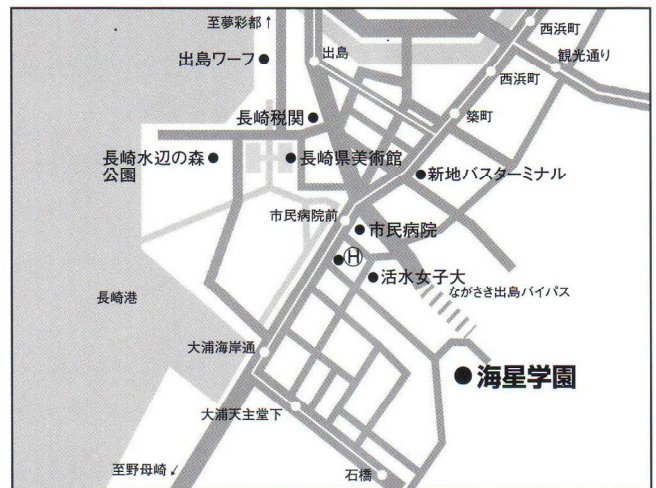 至夢彩都↑
西浜町
出島ワーフ
出島
観光通り
西浜町
長崎税関
築町
長崎水辺の森
公園
長崎県美術館
新地バスターミナル
市民病院前
市民病院
H
活水女子大
ながさき出島バイパス
長崎港
大浦海岸通
海星学園
大浦天主堂下
至野母崎↙
石橋